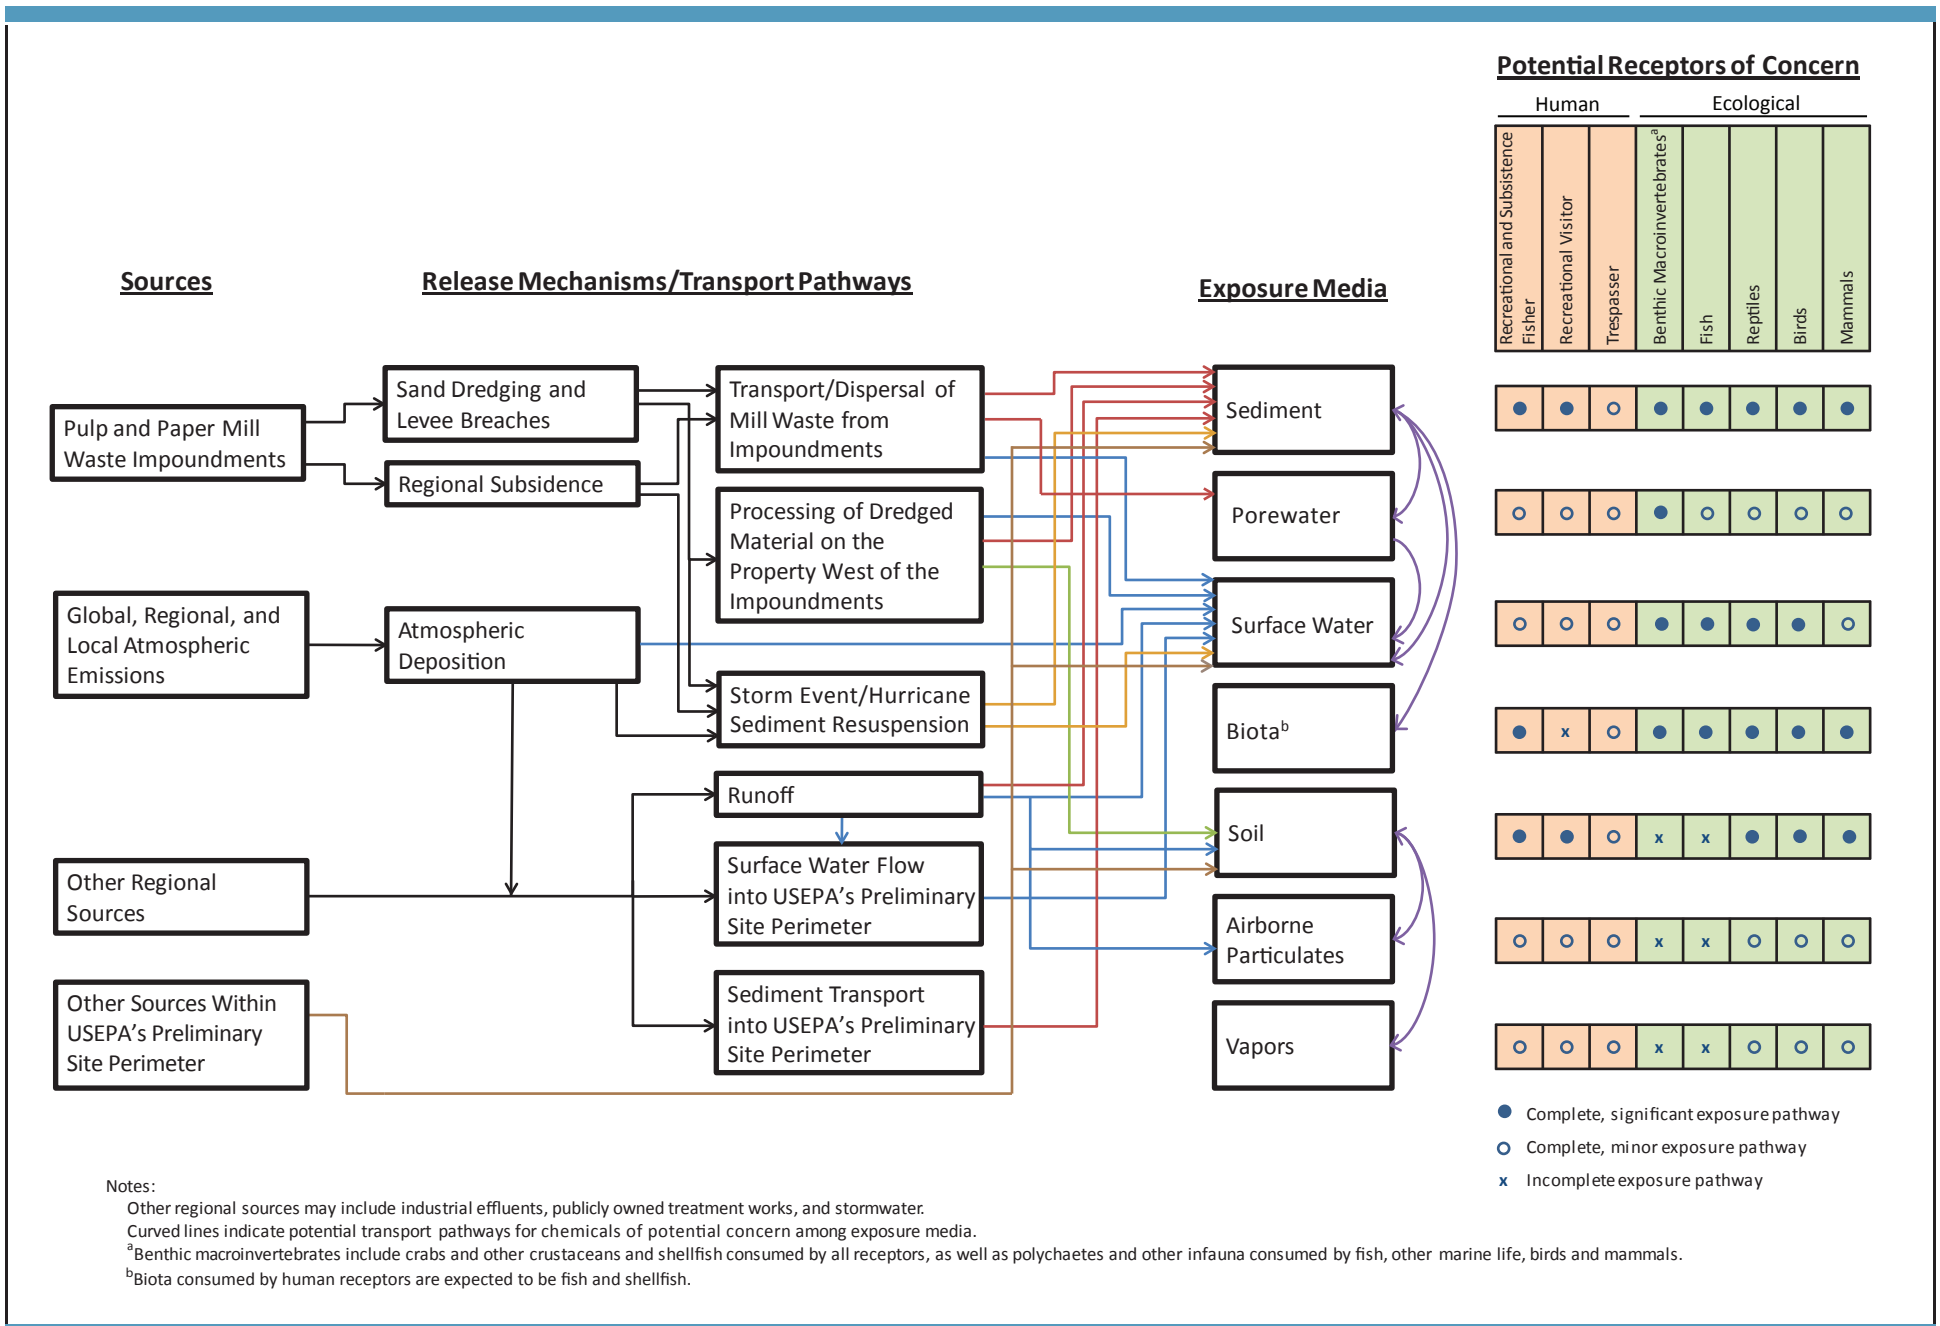 Potential Receptors of Concern
Human
Ecological
Recreational and Subsistence
Fisher
Recreational Visitor
Trespasser
Benthic Macroinvertebratesª
Fish
Reptiles
Birds
Mammals
Sources
Release Mechanisms/Transport Pathways
Exposure Media
Pulp and Paper Mill
Waste Impoundments
Global, Regional, and
Local Atmospheric
Emissions
Other Regional
Sources
Other Sources Within
USEPA’s Preliminary
Site Perimeter
Sand Dredging and
Levee Breaches
Regional Subsidence
Atmospheric
Deposition
Transport/Dispersal of
Mill Waste from
Impoundments
Processing of Dredged
Material on the
Property West of the
Impoundments
Storm Event/Hurricane
Sediment Resuspension
Runoff
Surface Water Flow
into USEPA’s Preliminary
Site Perimeter
Sediment Transport
into USEPA’s Preliminary
Site Perimeter
Sediment
Porewater
Surface Water
Biotaᵇ
x
Soil
x x
Airborne
Particulates
x x
Vapors
x x
Complete, significant exposure pathway
Complete, minor exposure pathway
x Incomplete exposure pathway
Notes:
Other regional sources may include industrial effluents, publicly owned treatment works, and stormwater.
Curved lines indicate potential transport pathways for chemicals of potential concern among exposure media.
ªBenthic macroinvertebrates include crabs and other crustaceans and shellfish consumed by all receptors, as well as polychaetes and other infauna consumed by fish, other marine life, birds and mammals.
ᵇBiota consumed by human receptors are expected to be fish and shellfish.